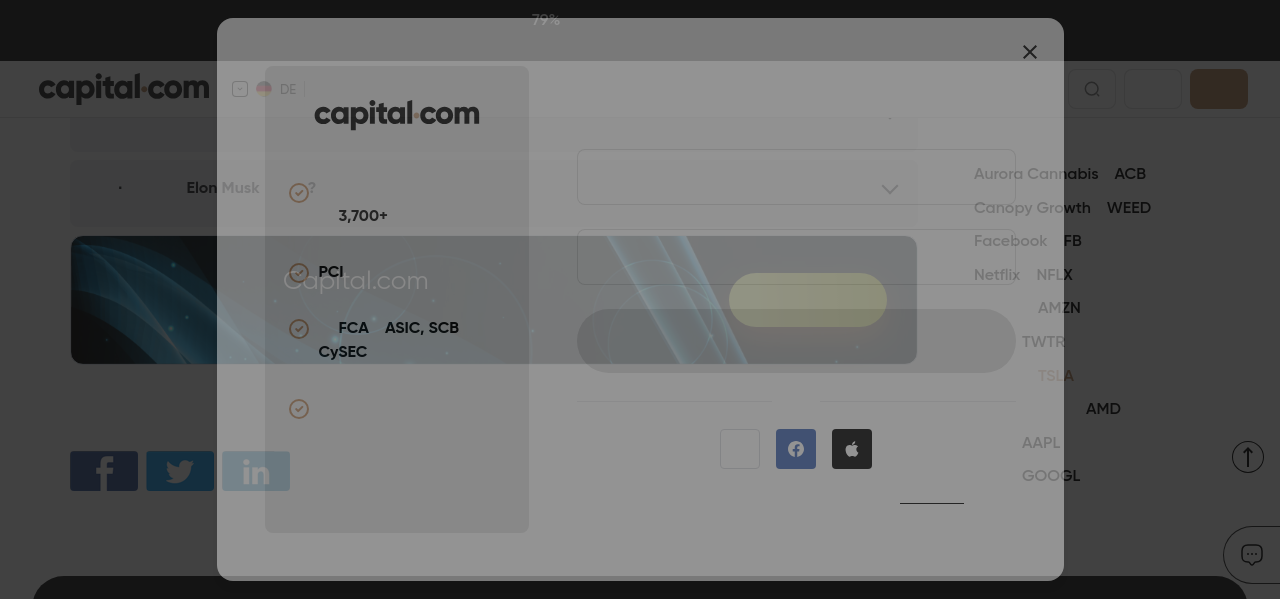 79%
capital.com
DE
capital.com
Elon Musk ?
3,700+
PCI
Capital.com
FCA ASIC, SCB
CySEC
Aurora Cannabis ACB
Canopy Growth WEED
Facebook FB
Netflix NFLX
AMZN
TWTR
TSLA
AMD
AAPL
GOOGL
f
in